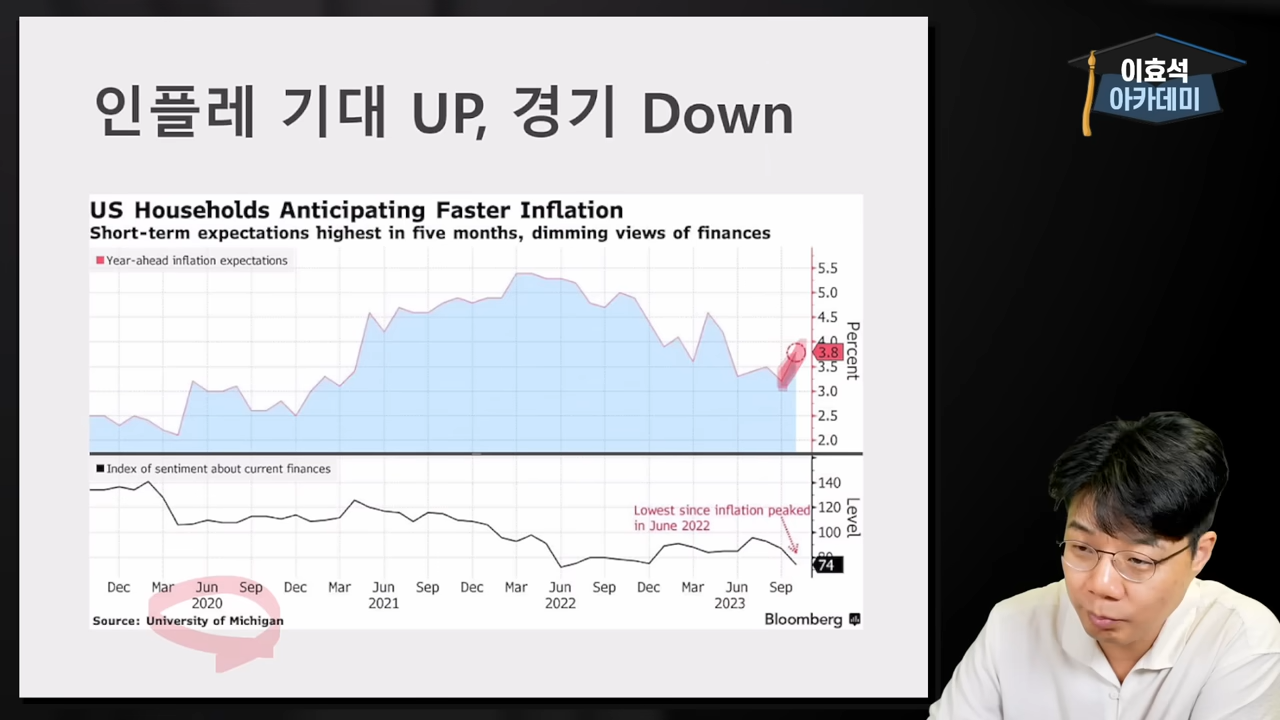 인플레 기대 UP, 경기 Down
이효석
아카데미
US Households Anticipating Faster Inflation
Short-term expectations highest in five months, dimming views of finances
Year-ahead inflation expectations
5.5
5.0
4.5
4.0
3.8
3.5
3.0
2.5
2.0
Percent
Index of sentiment about current finances
140
120
100
80
74
Level
Lowest since inflation peaked
in June 2022
Dec Mar Jun Sep Dec Mar Jun Sep Dec Mar Jun Sep Dec Mar Jun Sep
2020 2021 2022 2023
Source: University of Michigan
Bloomberg